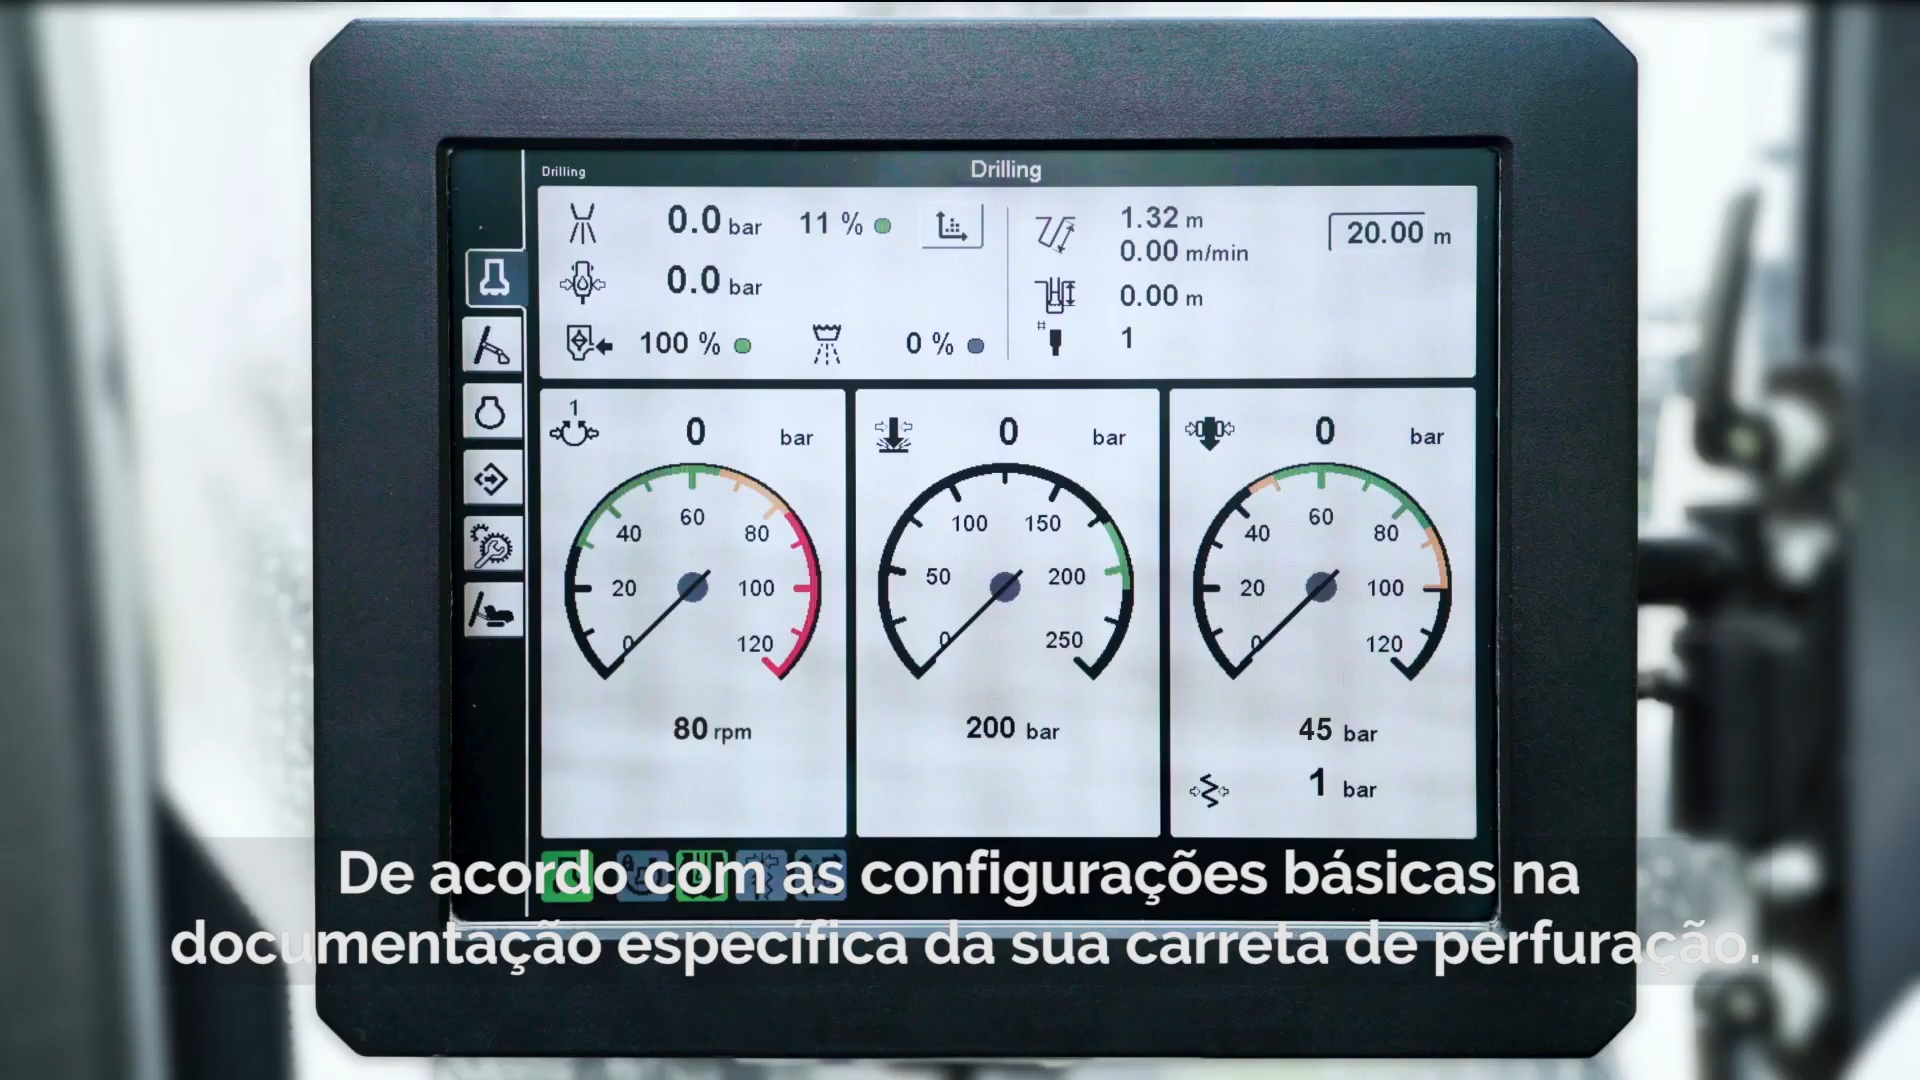 Drilling
Drilling
0.0 bar 11 %
0.0 bar
100 % 0 %
1.32 m
0.00 m/min
0.00 m
# 1
20.00 m
1
0 bar
0 20 40 60 80 100 120
80 rpm
0 bar
0 50 100 150 200 250
200 bar
0 bar
0 20 40 60 80 100 120
45 bar
1 bar
De acordo com as configurações básicas na
documentação específica da sua carreta de perfuração.